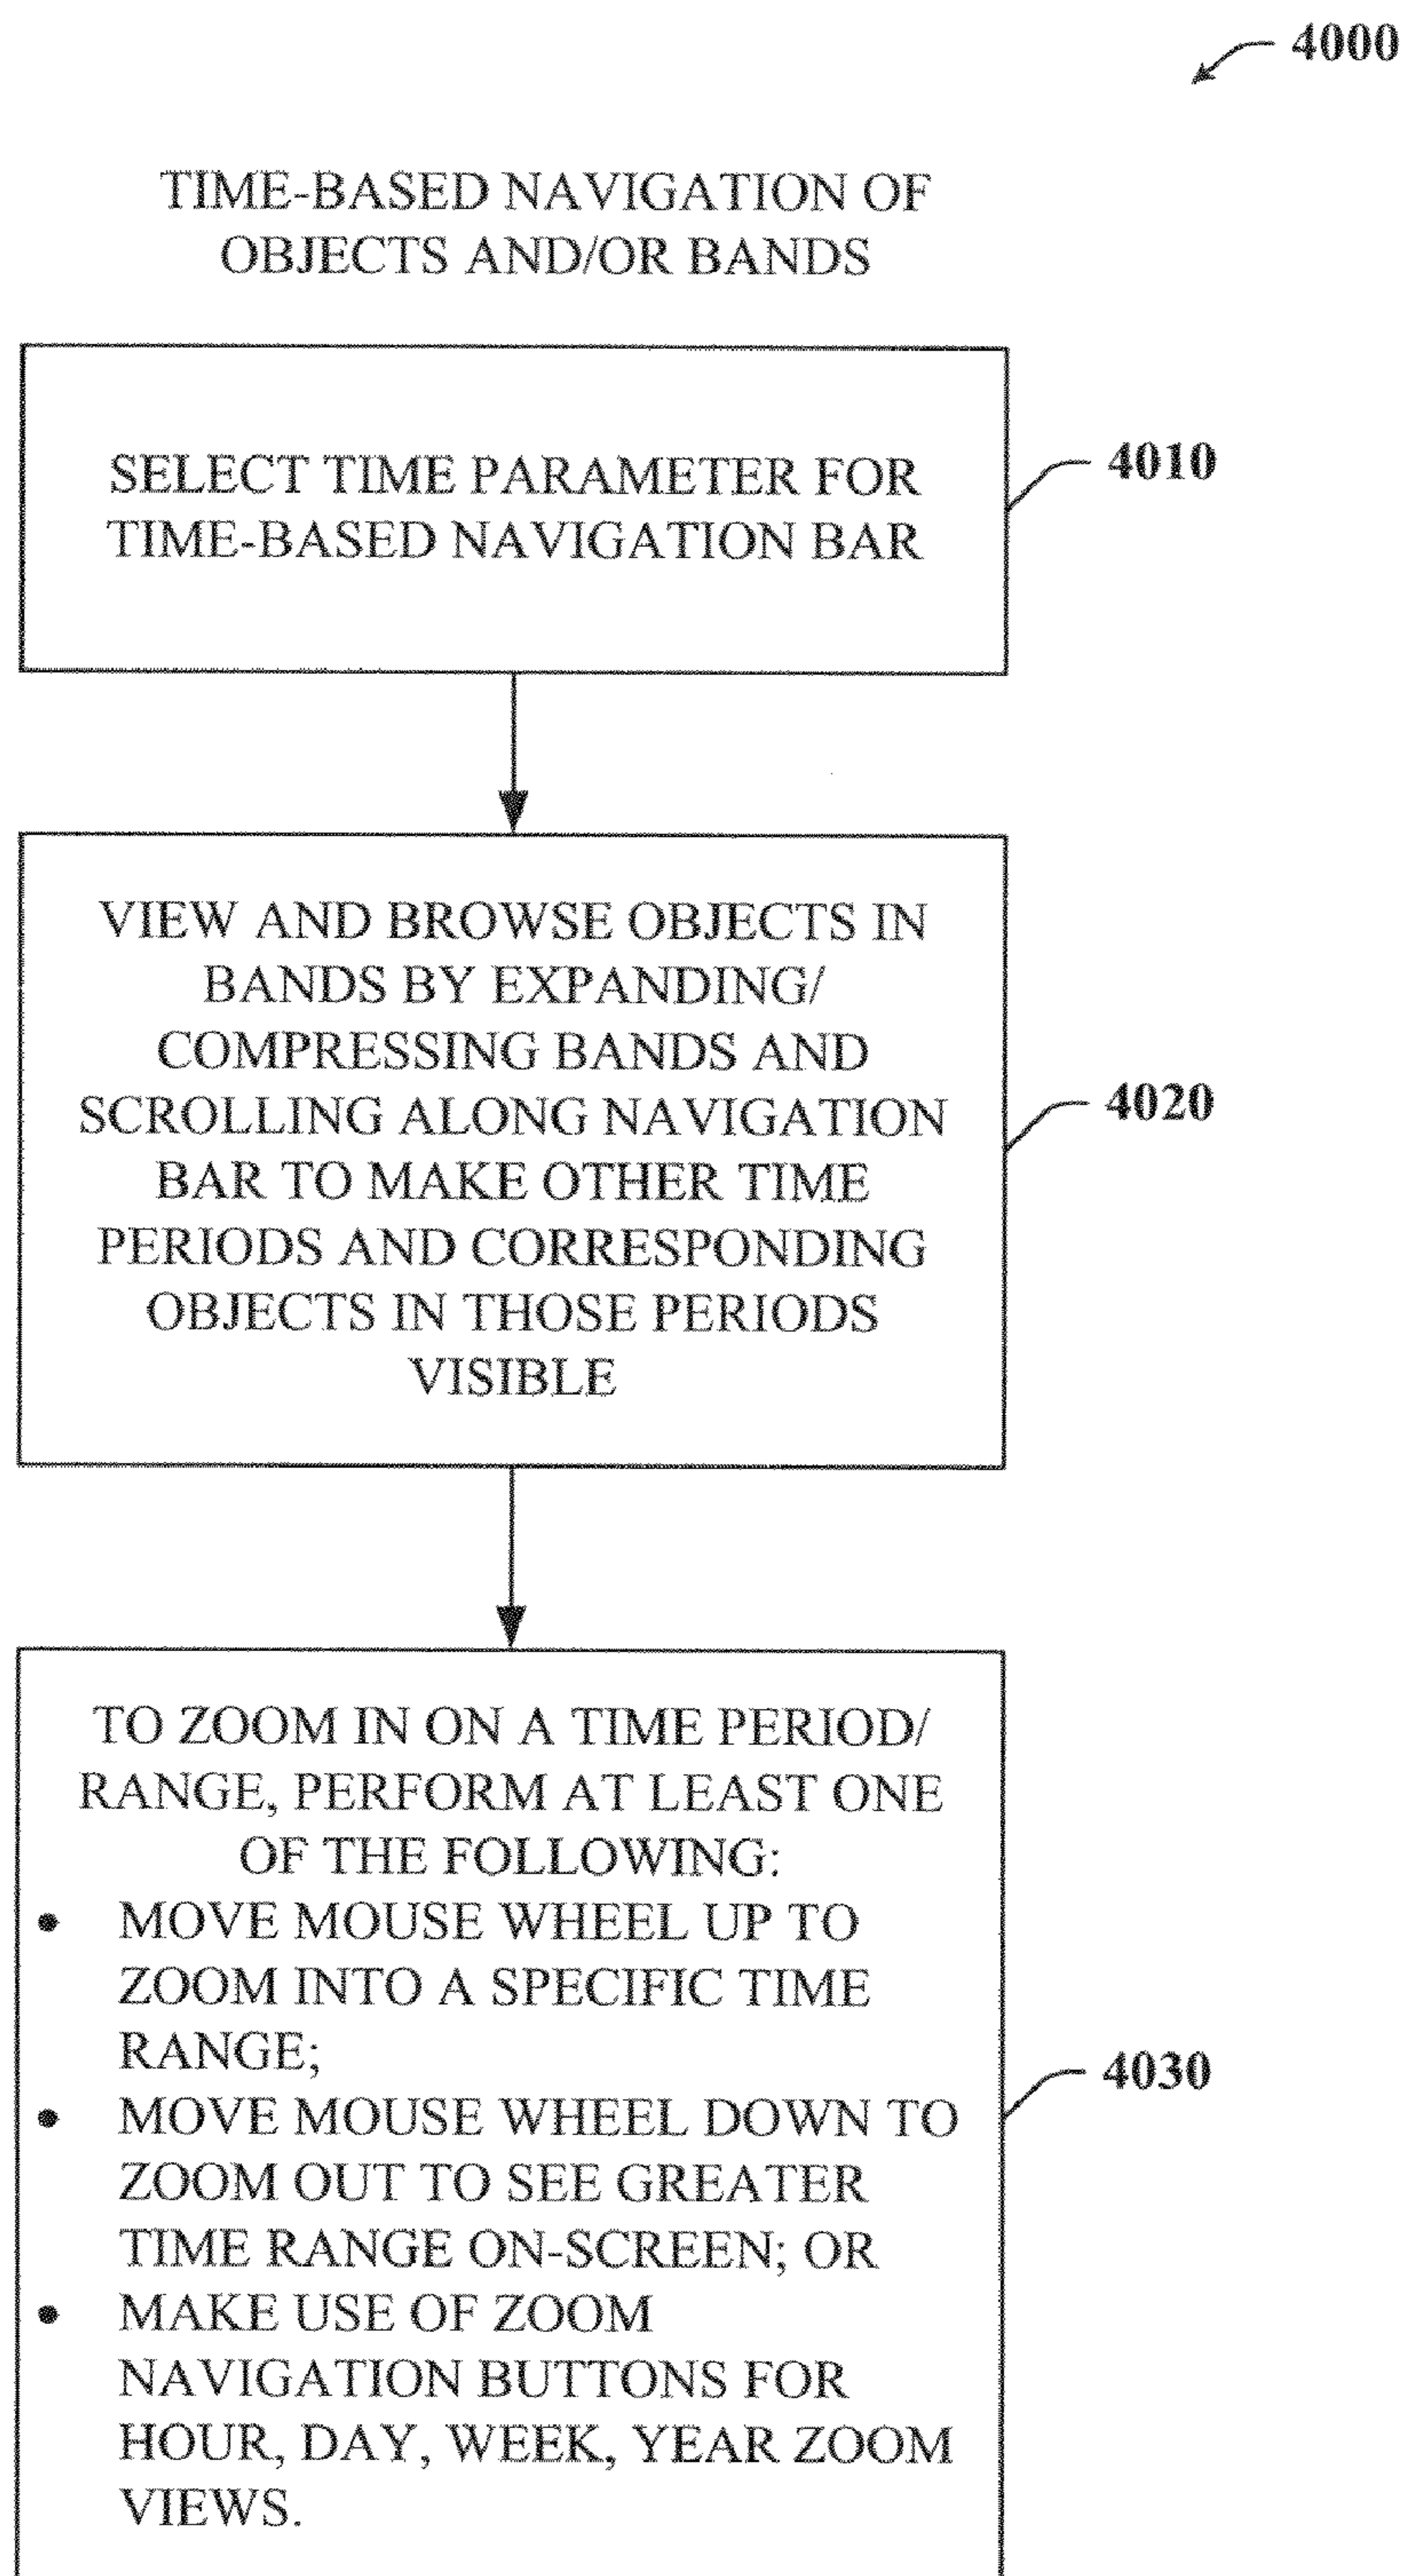 4000
TIME-BASED NAVIGATION OF
OBJECTS AND/OR BANDS
SELECT TIME PARAMETER FOR
TIME-BASED NAVIGATION BAR
4010
VIEW AND BROWSE OBJECTS IN
BANDS BY EXPANDING/
COMPRESSING BANDS AND
SCROLLING ALONG NAVIGATION
BAR TO MAKE OTHER TIME
PERIODS AND CORRESPONDING
OBJECTS IN THOSE PERIODS
VISIBLE
4020
TO ZOOM IN ON A TIME PERIOD/
RANGE, PERFORM AT LEAST ONE
OF THE FOLLOWING:
• MOVE MOUSE WHEEL UP TO
ZOOM INTO A SPECIFIC TIME
RANGE;
• MOVE MOUSE WHEEL DOWN TO
ZOOM OUT TO SEE GREATER
TIME RANGE ON-SCREEN; OR
• MAKE USE OF ZOOM
NAVIGATION BUTTONS FOR
HOUR, DAY, WEEK, YEAR ZOOM
VIEWS.
4030